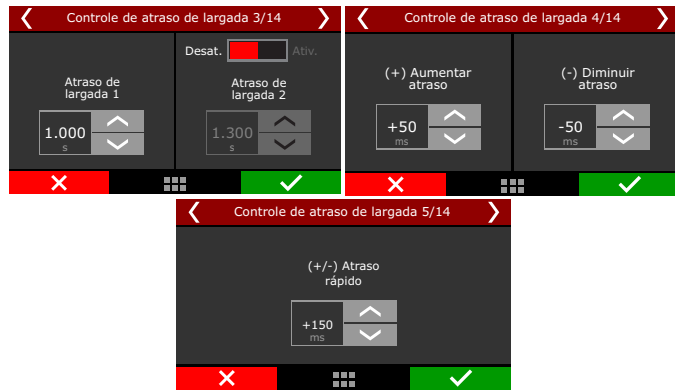 Controle de atraso de largada 3/14
Desat. Ativ.
Atraso de
largada 1
1.000
s
Atraso de
largada 2
1.300
s
Controle de atraso de largada 4/14
(+) Aumentar
atraso
+50
ms
(-) Diminuir
atraso
-50
ms
Controle de atraso de largada 5/14
(+/-) Atraso
rápido
+150
ms